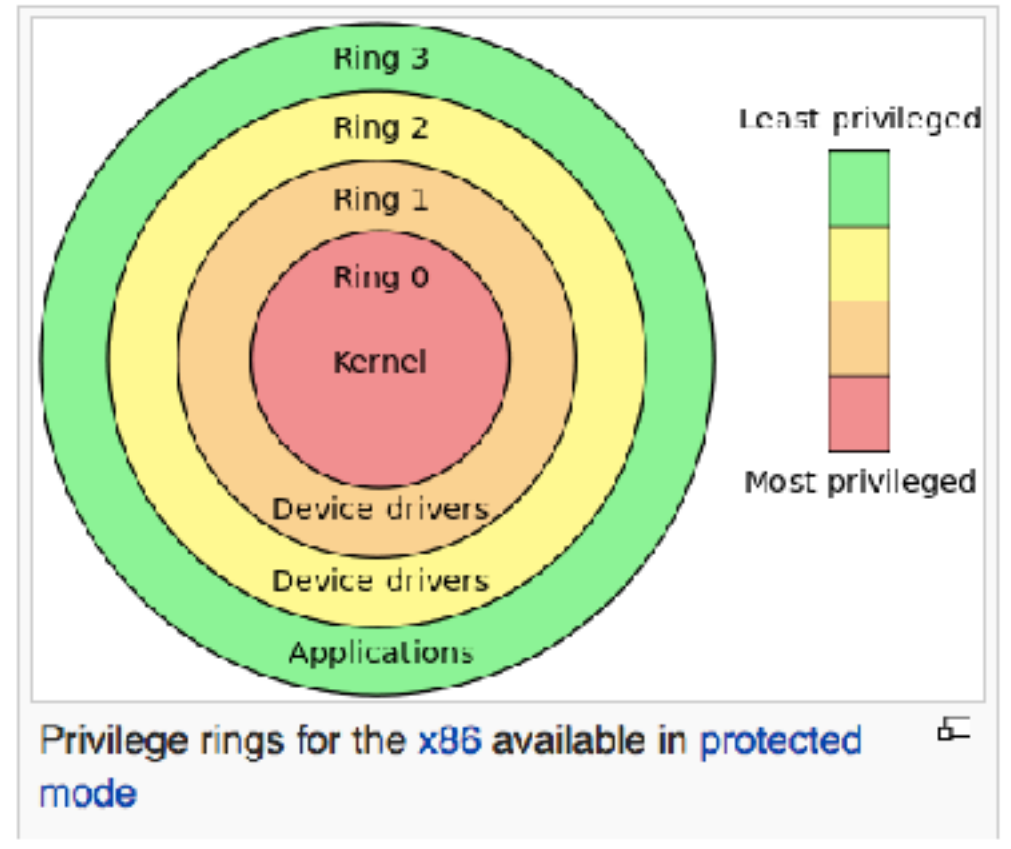 Ring 3
Ring 2
Ring 1
Ring 0
Kernel
Device drivers
Device drivers
Applications
Least privileged
Most privileged
Privilege rings for the x86 available in protected
mode